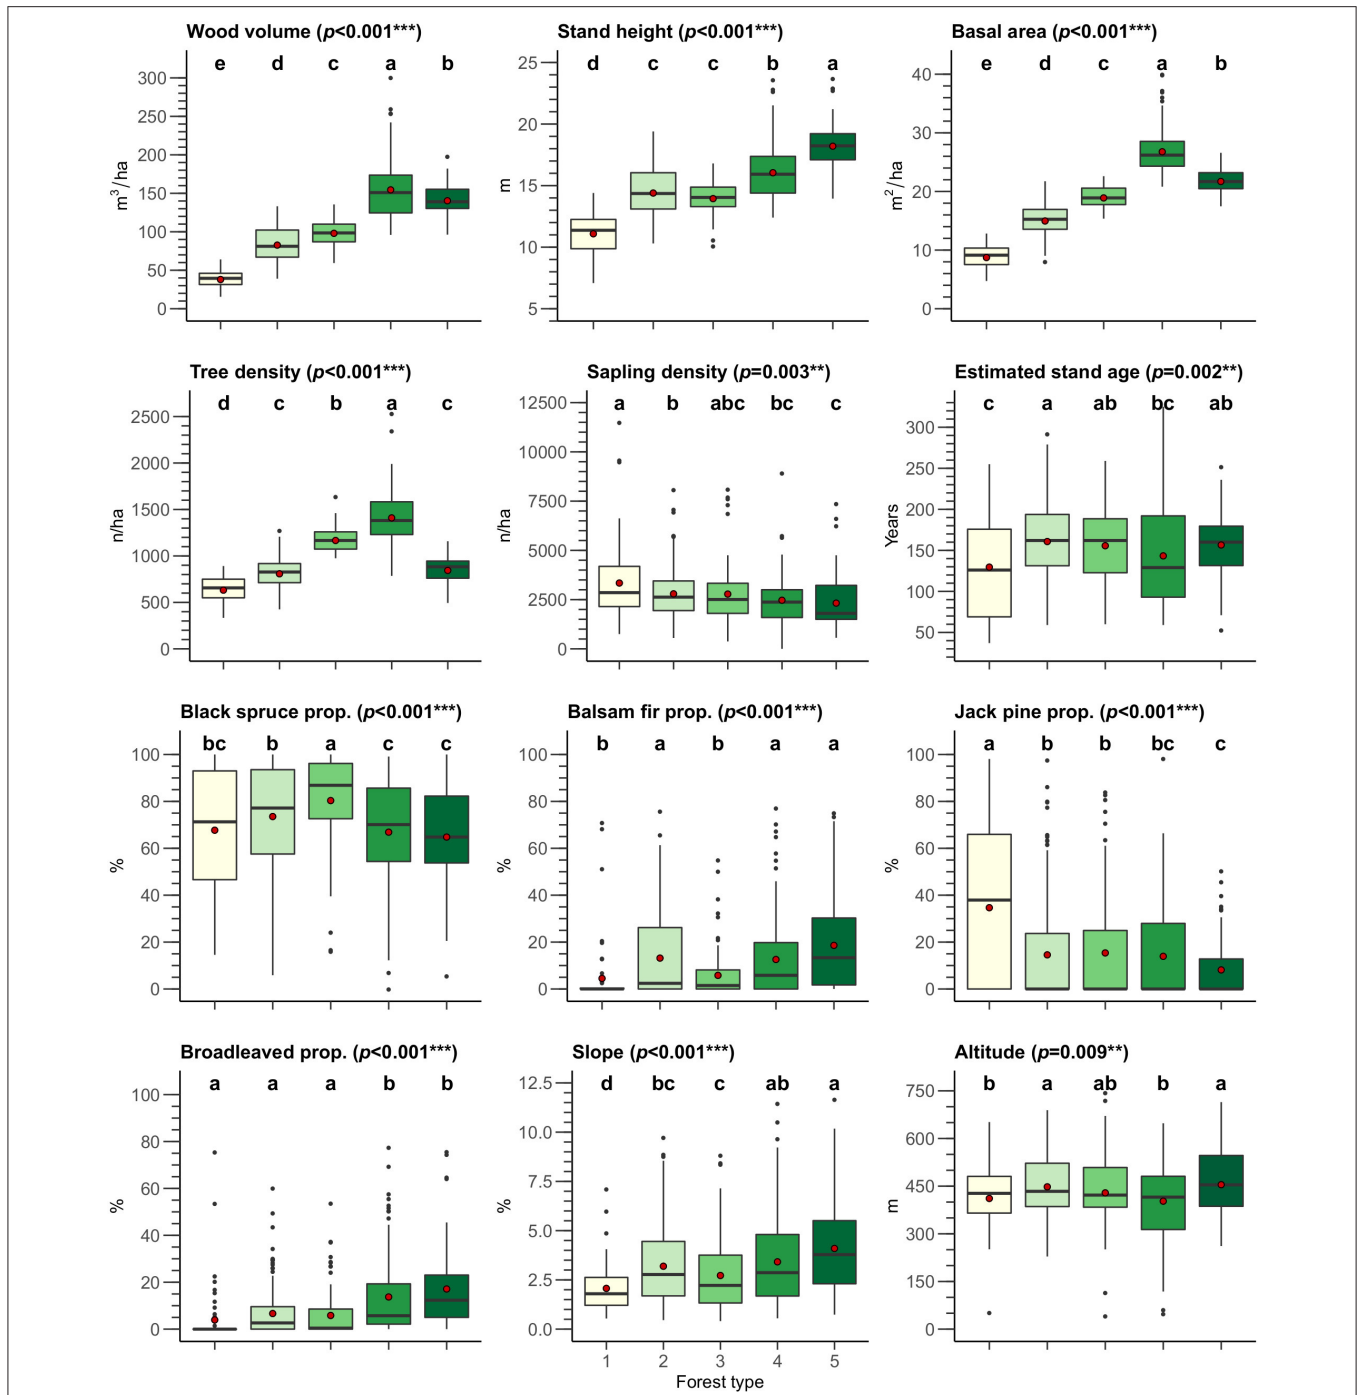 Wood volume (p<0.001***)
e d c a b
300
250
200
150
100
50
0
m³/ha
Stand height (p<0.001***)
d c c b a
25
20
15
10
5
m
Basal area (p<0.001***)
e d c a b
40
30
20
10
0
m²/ha
Tree density (p<0.001***)
d c b a c
2500
2000
1500
1000
500
0
n/ha
Sapling density (p=0.003**)
a b abc bc c
12500
10000
7500
5000
2500
0
n/ha
Estimated stand age (p=0.002**)
c a ab bc ab
300
250
200
150
100
50
Years
Black spruce prop. (p<0.001***)
bc b a c c
100
80
60
40
20
0
%
Balsam fir prop. (p<0.001***)
b a b a a
100
80
60
40
20
0
%
Jack pine prop. (p<0.001***)
a b b bc c
100
80
60
40
20
0
%
Broadleaved prop. (p<0.001***)
a a a b b
100
80
60
40
20
0
%
Slope (p<0.001***)
d bc c ab a
12.5
10.0
7.5
5.0
2.5
0.0
%
1 2 3 4 5
Forest type
Altitude (p=0.009**)
b a ab b a
750
600
450
300
150
0
m